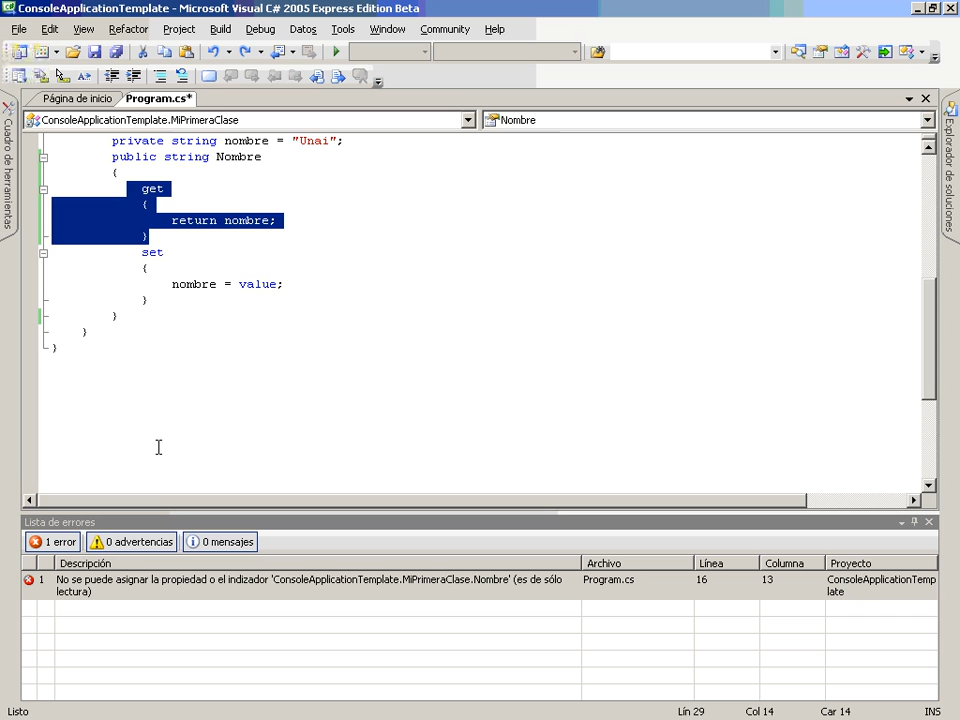 ConsoleApplicationTemplate - Microsoft Visual C# 2005 Express Edition Beta
File Edit View Refactor Project Build Debug Datos Tools Window Community Help
Página de inicio Program.cs*
ConsoleApplicationTemplate.MiPrimeraClase Nombre
Cuadro de herramientas
Explorador de soluciones
private string nombre = "Unai";
public string Nombre
{
get
{
return nombre;
}
set
{
nombre = value;
}
}
}
}
Lista de errores
1 error 0 advertencias 0 mensajes
Descripción Archivo Línea Columna Proyecto
1 No se puede asignar la propiedad o el indizador 'ConsoleApplicationTemplate.MiPrimeraClase.Nombre' (es de sólo Program.cs 16 13 ConsoleApplicationTemp
lectura) late
Listo Lín 29 Col 14 Car 14 INS